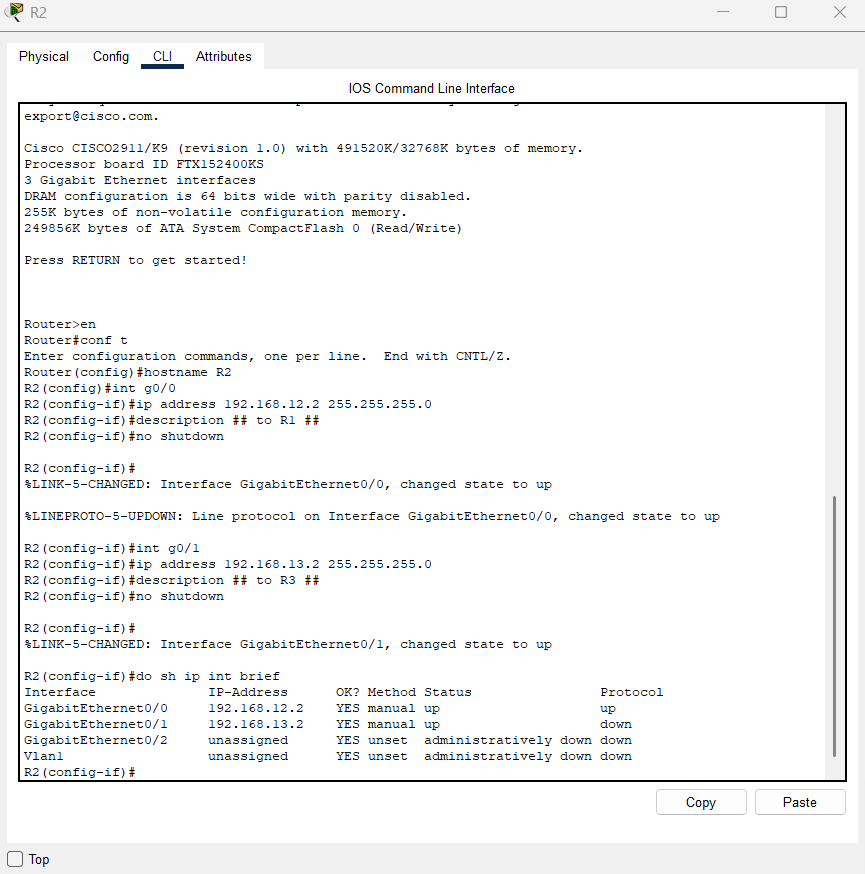 R2
Physical Config CLI Attributes
IOS Command Line Interface
export@cisco.com.
Cisco CISCO2911/K9 (revision 1.0) with 491520K/32768K bytes of memory.
Processor board ID FTX152400KS
3 Gigabit Ethernet interfaces
DRAM configuration is 64 bits wide with parity disabled.
255K bytes of non-volatile configuration memory.
249856K bytes of ATA System CompactFlash 0 (Read/Write)
Press RETURN to get started!
Router>en
Router#conf t
Enter configuration commands, one per line.  End with CNTL/Z.
Router(config)#hostname R2
R2(config)#int g0/0
R2(config-if)#ip address 192.168.12.2 255.255.255.0
R2(config-if)#description ## to R1 ##
R2(config-if)#no shutdown
R2(config-if)#
%LINK-5-CHANGED: Interface GigabitEthernet0/0, changed state to up
%LINEPROTO-5-UPDOWN: Line protocol on Interface GigabitEthernet0/0, changed state to up
R2(config-if)#int g0/1
R2(config-if)#ip address 192.168.13.2 255.255.255.0
R2(config-if)#description ## to R3 ##
R2(config-if)#no shutdown
R2(config-if)#
%LINK-5-CHANGED: Interface GigabitEthernet0/1, changed state to up
R2(config-if)#do sh ip int brief
Interface              IP-Address      OK? Method Status                Protocol
GigabitEthernet0/0     192.168.12.2    YES manual up                    up
GigabitEthernet0/1     192.168.13.2    YES manual up                    down
GigabitEthernet0/2     unassigned      YES unset  administratively down down
Vlan1                  unassigned      YES unset  administratively down down
R2(config-if)#
Copy Paste
Top